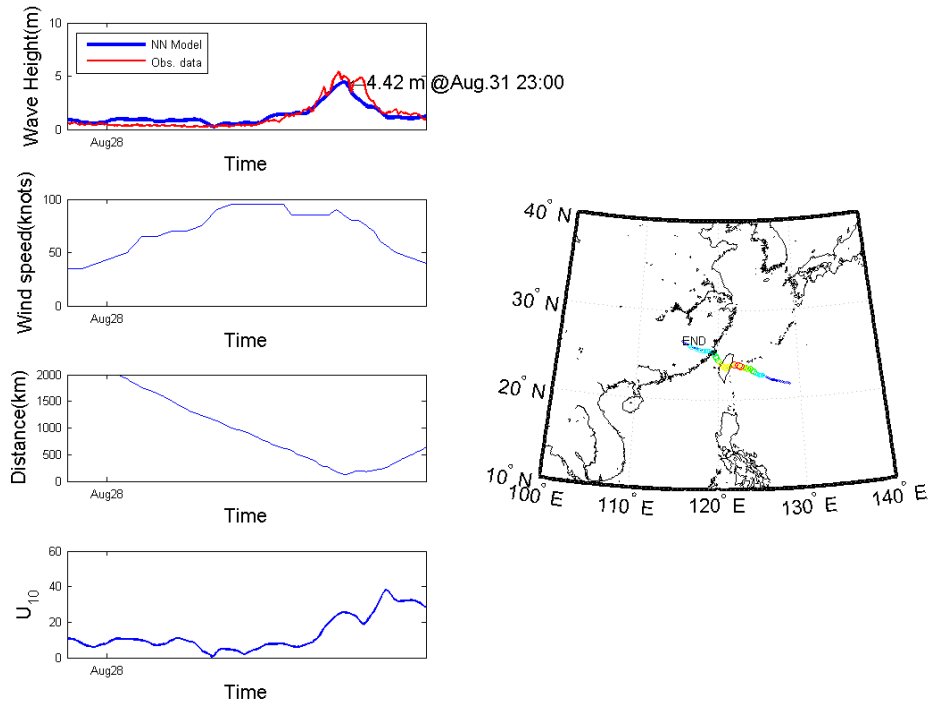 10
5
0
Wave Height(m)
NN Model
Obs. data
4.42 m @Aug.31 23:00
Aug28
Time
100
50
0
Wind speed(knots)
Aug28
Time
2000
1500
1000
500
0
Distance(km)
Aug28
Time
60
40
20
0
U10
Aug28
Time
40° N
30° N
20° N
10° N
END
100° E
110° E
120° E
130° E
140° E